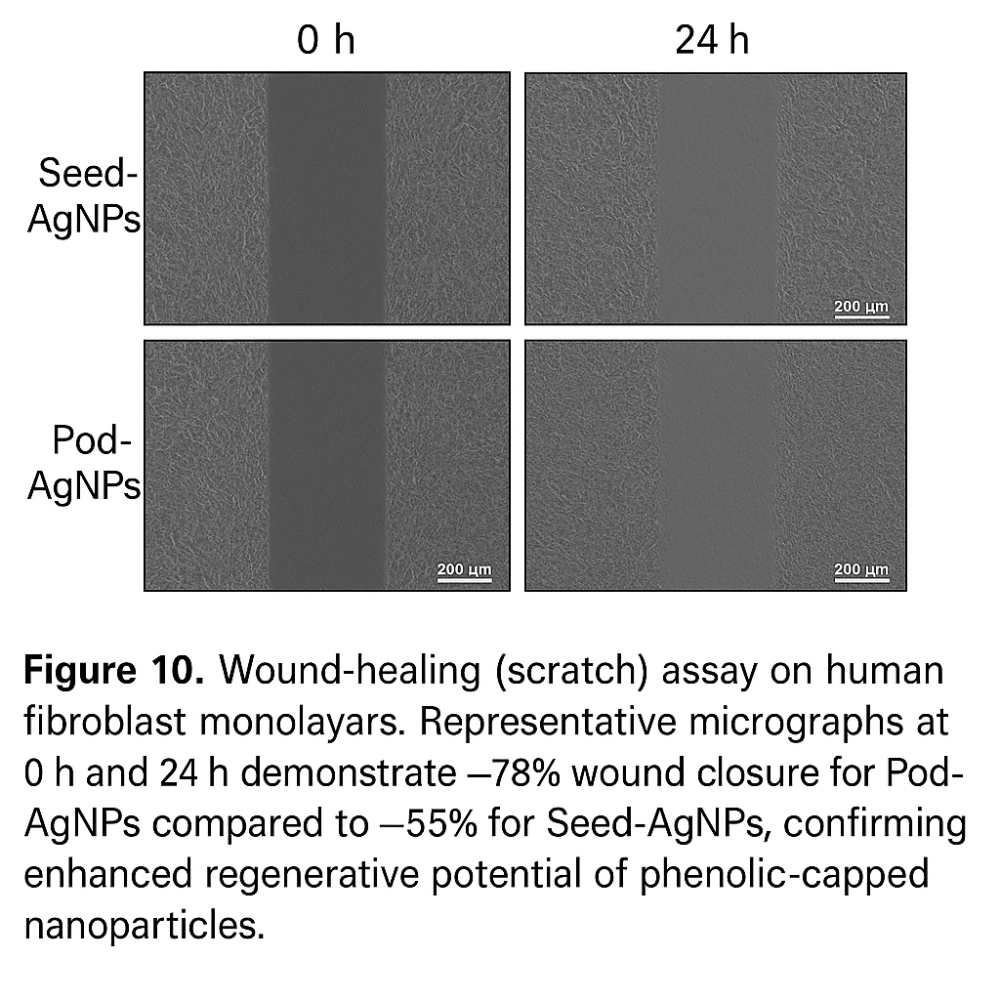 0 h
24 h
Seed-
AgNPs
200 µm
Pod-
AgNPs
200 µm
200 µm
Figure 10. Wound-healing (scratch) assay on human
fibroblast monolayars. Representative micrographs at
0 h and 24 h demonstrate —78% wound closure for Pod-
AgNPs compared to —55% for Seed-AgNPs, confirming
enhanced regenerative potential of phenolic-capped
nanoparticles.